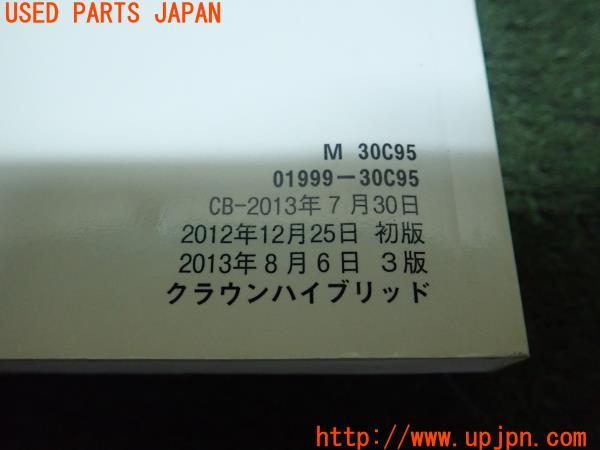 USED PARTS JAPAN
M 30C95
01999-30C95
CB-2013年7月30日
2012年12月25日 初版
2013年8月6日 3版
クラウンハイブリッド
http://www.upjpn.com/